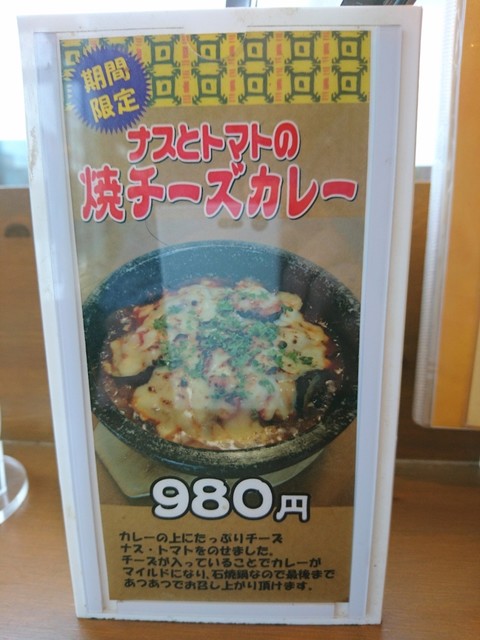 期間
限定
ナスとトマトの
焼チーズカレー
980円
カレーの上にたっぷりチーズ
ナス・トマトをのせました。
チーズが入っていることでカレーが
マイルドになり、石焼鍋なので最後まで
あつあつでお召し上がり頂けます。